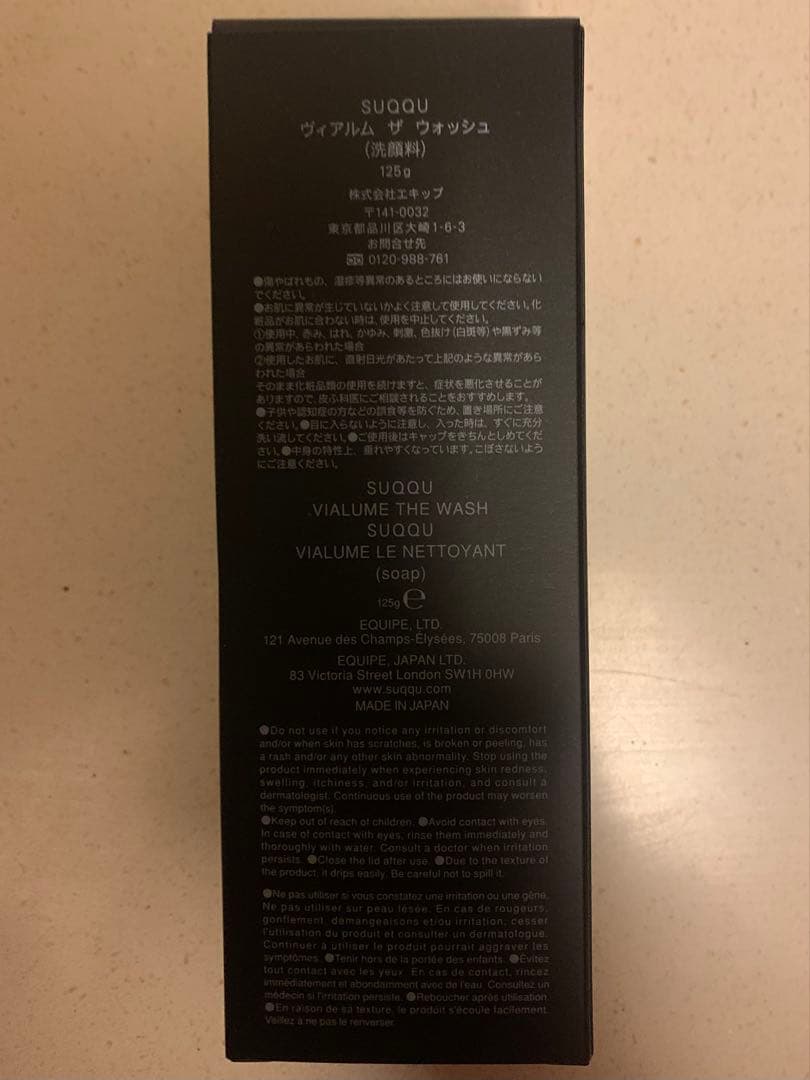 SUQQU
ヴィアルム ザ ウォッシュ
(洗顔料)
125g
株式会社エキップ
〒141-0032
東京都品川区大崎1-6-3
お問合せ先
0120-988-761
●傷やはれもの、湿疹等異常のあるところにはお使いにならない
でください。
●お肌に異常が生じていないかよく注意して使用してください。化
粧品がお肌に合わない時は、使用を中止してください。
①使用中、赤み、はれ、かゆみ、刺激、色抜け(白斑等)や黒ずみ等
の異常があらわれた場合
②使用したお肌に、直射日光があたって上記のような異常があら
われた場合
そのまま化粧品類の使用を続けますと、症状を悪化させることが
ありますので、皮ふ科医にご相談されることをおすすめします。
●子供や認知症の方などの誤食等を防ぐため、置き場所にご注意
ください。●目に入らないように注意し、入った時は、すぐに充分
洗い流してください。●ご使用後はキャップをきちんとしめてくだ
さい。●中身の特性上、垂れやすくなっています。こぼさないよう
にご注意ください。
SUQQU
VIALUME THE WASH
SUQQU
VIALUME LE NETTOYANT
(soap)
125g ℮
EQUIPE, LTD.
121 Avenue des Champs-Élysées, 75008 Paris
EQUIPE, JAPAN LTD.
83 Victoria Street London SW1H 0HW
www.suqqu.com
MADE IN JAPAN
●Do not use if you notice any irritation or discomfort
and/or when skin has scratches, is broken or peeling, has
a rash and/or any other skin abnormality. Stop using the
product immediately when experiencing skin redness,
swelling, itchiness, and/or irritation, and consult a
dermatologist. Continuous use of the product may worsen
the symptom(s).
●Keep out of reach of children. ●Avoid contact with eyes.
In case of contact with eyes, rinse them immediately and
thoroughly with water. Consult a doctor when irritation
persists. ●Close the lid after use. ●Due to the texture of
the product, it drips easily. Be careful not to spill it.
●Ne pas utiliser si vous constatez une irritation ou une gêne.
Ne pas utiliser sur peau lésée. En cas de rougeurs,
gonflement, démangeaisons et/ou irritation, cesser
l'utilisation du produit et consulter un dermatologue.
Continuer à utiliser le produit pourrait aggraver les
symptômes. ●Tenir hors de la portée des enfants. ●Évitez
tout contact avec les yeux. En cas de contact, rincez
immédiatement et abondamment avec de l'eau. Consultez un
médecin si l'irritation persiste. ●Reboucher après utilisation.
●En raison de sa texture, le produit s'écoule facilement.
Veillez à ne pas le renverser.